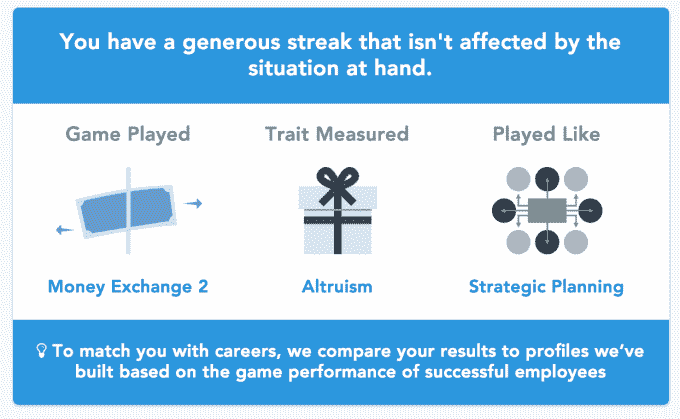 You have a generous streak that isn't affected by the
situation at hand.
Game Played
Trait Measured
Played Like
Money Exchange 2
Altruism
Strategic Planning
To match you with careers, we compare your results to profiles we’ve
built based on the game performance of successful employees